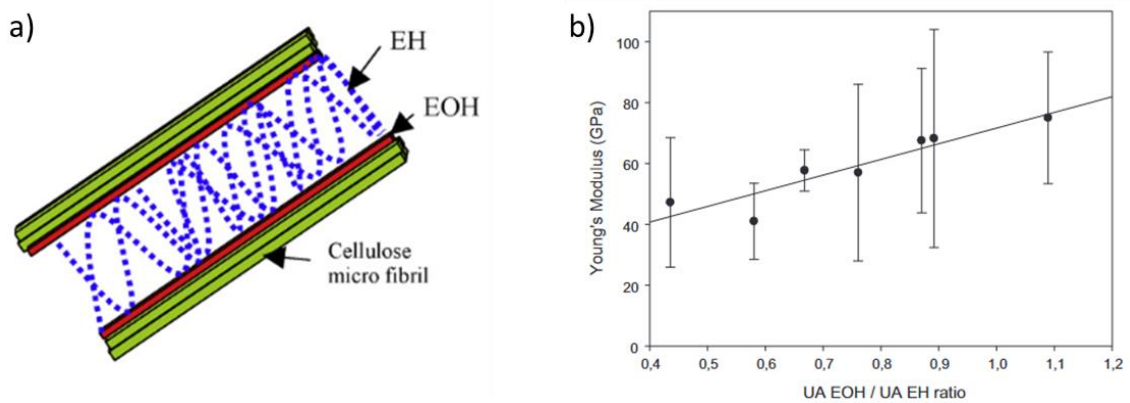 a)
EH
EOH
Cellulose
micro fibril
b)
Young's Modulus (GPa)
100
80
60
40
20
0
0,4 0,5 0,6 0,7 0,8 0,9 1,0 1,1 1,2
UA EOH / UA EH ratio